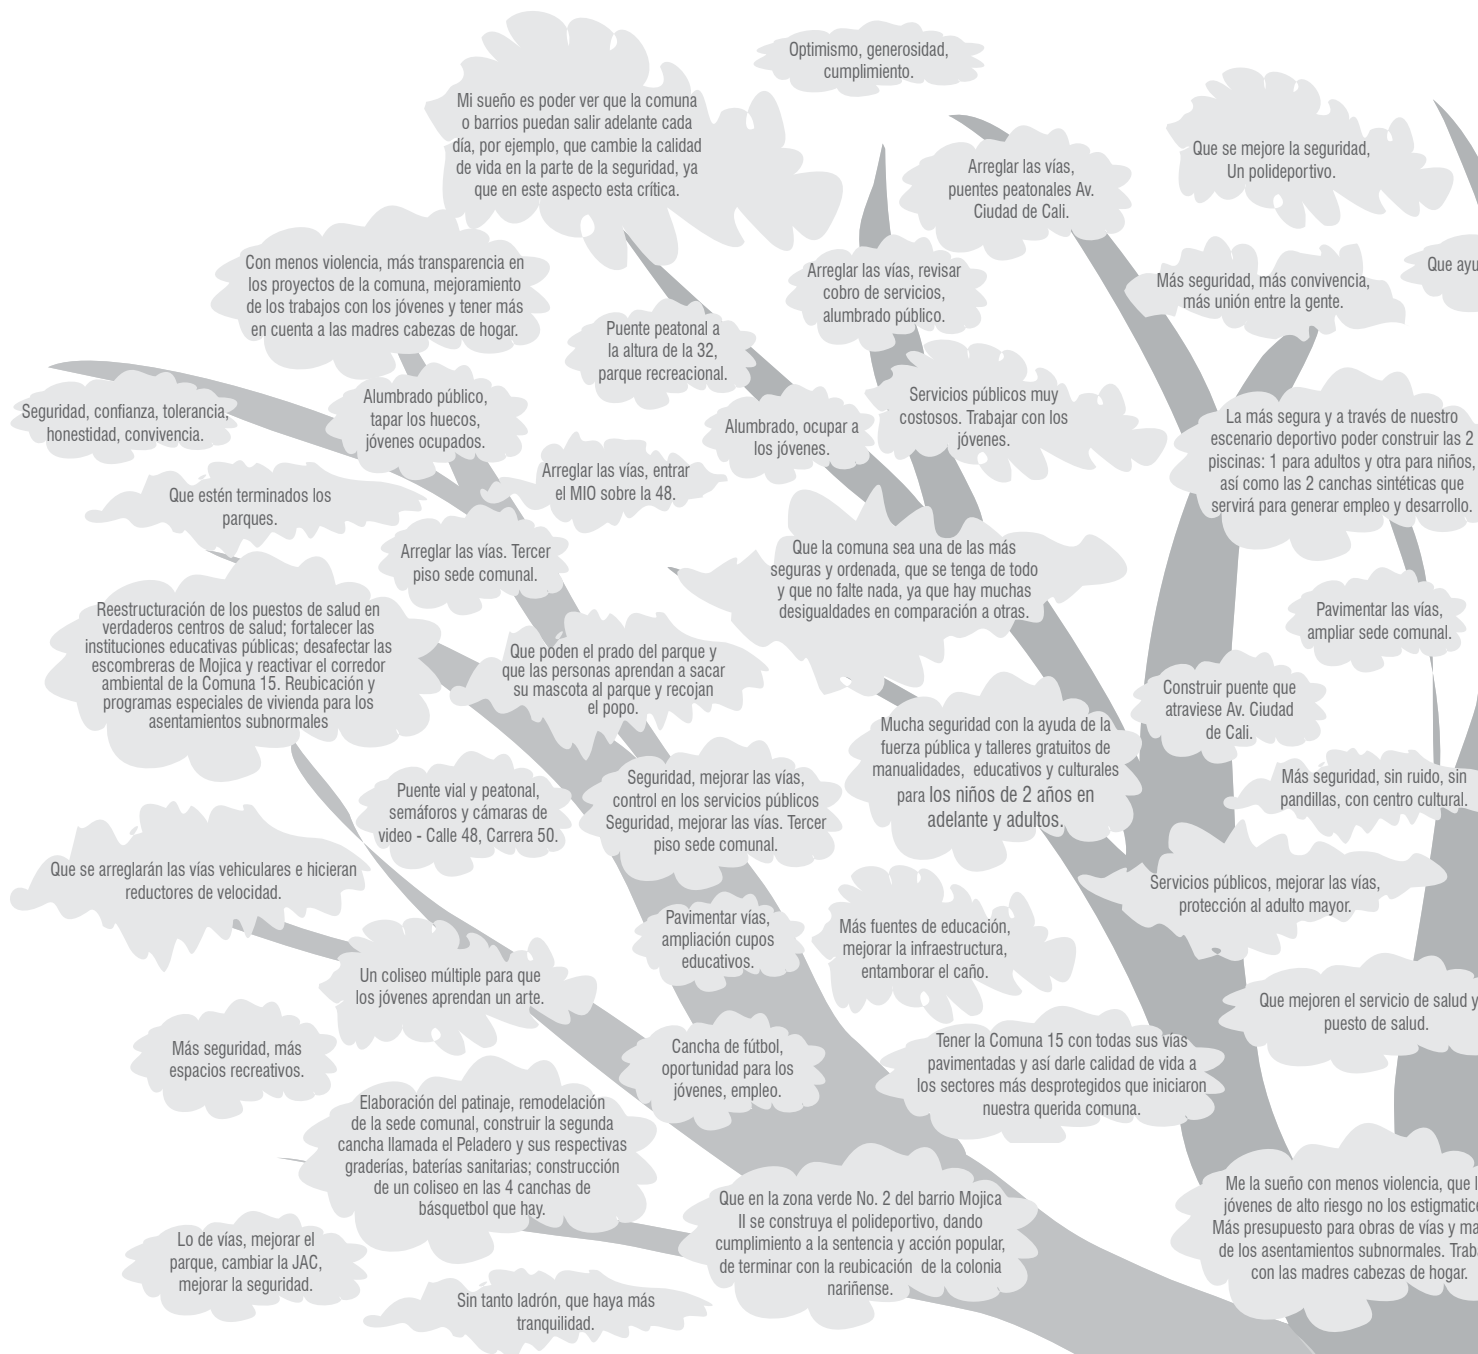 Optimismo, generosidad,
cumplimiento.
Mi sueño es poder ver que la comuna
o barrios puedan salir adelante cada
día, por ejemplo, que cambie la calidad
de vida en la parte de la seguridad, ya
que en este aspecto esta crítica.
Arreglar las vías,
puentes peatonales Av.
Ciudad de Cali.
Que se mejore la seguridad,
Un polideportivo.
Con menos violencia, más transparencia en
los proyectos de la comuna, mejoramiento
de los trabajos con los jóvenes y tener más
en cuenta a las madres cabezas de hogar.
Arreglar las vías, revisar
cobro de servicios,
alumbrado público.
Más seguridad, más convivencia,
más unión entre la gente.
Que ayu
Puente peatonal a
la altura de la 32,
parque recreacional.
Seguridad, confianza, tolerancia,
honestidad, convivencia.
Alumbrado público,
tapar los huecos,
jóvenes ocupados.
Alumbrado, ocupar a
los jóvenes.
Servicios públicos muy
costosos. Trabajar con los
jóvenes.
La más segura y a través de nuestro
escenario deportivo poder construir las 2
piscinas: 1 para adultos y otra para niños,
así como las 2 canchas sintéticas que
servirá para generar empleo y desarrollo.
Arreglar las vías, entrar
el MIO sobre la 48.
Que estén terminados los
parques.
Arreglar las vías. Tercer
piso sede comunal.
Que la comuna sea una de las más
seguras y ordenada, que se tenga de todo
y que no falte nada, ya que hay muchas
desigualdades en comparación a otras.
Reestructuración de los puestos de salud en
verdaderos centros de salud; fortalecer las
instituciones educativas públicas; desafectar las
escombreras de Mojica y reactivar el corredor
ambiental de la Comuna 15. Reubicación y
programas especiales de vivienda para los
asentamientos subnormales
Pavimentar las vías,
ampliar sede comunal.
Que poden el prado del parque y
que las personas aprendan a sacar
su mascota al parque y recojan
el popo.
Construir puente que
atraviese Av. Ciudad
de Cali.
Mucha seguridad con la ayuda de la
fuerza pública y talleres gratuitos de
manualidades, educativos y culturales
para los niños de 2 años en
adelante y adultos.
Puente vial y peatonal,
semáforos y cámaras de
video - Calle 48, Carrera 50.
Seguridad, mejorar las vías,
control en los servicios públicos
Seguridad, mejorar las vías. Tercer
piso sede comunal.
Más seguridad, sin ruido, sin
pandillas, con centro cultural.
Que se arreglarán las vías vehiculares e hicieran
reductores de velocidad.
Servicios públicos, mejorar las vías,
protección al adulto mayor.
Pavimentar vías,
ampliación cupos
educativos.
Más fuentes de educación,
mejorar la infraestructura,
entamborar el caño.
Un coliseo múltiple para que
los jóvenes aprendan un arte.
Que mejoren el servicio de salud y
puesto de salud.
Más seguridad, más
espacios recreativos.
Cancha de fútbol,
oportunidad para los
jóvenes, empleo.
Tener la Comuna 15 con todas sus vías
pavimentadas y así darle calidad de vida a
los sectores más desprotegidos que iniciaron
nuestra querida comuna.
Elaboración del patinaje, remodelación
de la sede comunal, construir la segunda
cancha llamada el Peladero y sus respectivas
graderías, baterías sanitarias; construcción
de un coliseo en las 4 canchas de
básquetbol que hay.
Que en la zona verde No. 2 del barrio Mojica
II se construya el polideportivo, dando
cumplimiento a la sentencia y acción popular,
de terminar con la reubicación de la colonia
nariñense.
Me la sueño con menos violencia, que l
jóvenes de alto riesgo no los estigmatice
Más presupuesto para obras de vías y ma
de los asentamientos subnormales. Trab
con las madres cabezas de hogar.
Lo de vías, mejorar el
parque, cambiar la JAC,
mejorar la seguridad.
Sin tanto ladrón, que haya más
tranquilidad.